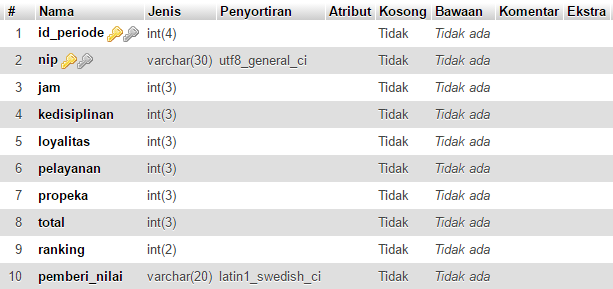 # Nama Jenis Penyortiran Atribut Kosong Bawaan Komentar Ekstra
1 id_periode int(4) Tidak Tidak ada
2 nip varchar(30) utf8_general_ci Tidak Tidak ada
3 jam int(3) Tidak Tidak ada
4 kedisiplinan int(3) Tidak Tidak ada
5 loyalitas int(3) Tidak Tidak ada
6 pelayanan int(3) Tidak Tidak ada
7 propeka int(3) Tidak Tidak ada
8 total int(3) Tidak Tidak ada
9 ranking int(2) Tidak Tidak ada
10 pemberi_nilai varchar(20) latin1_swedish_ci Tidak Tidak ada